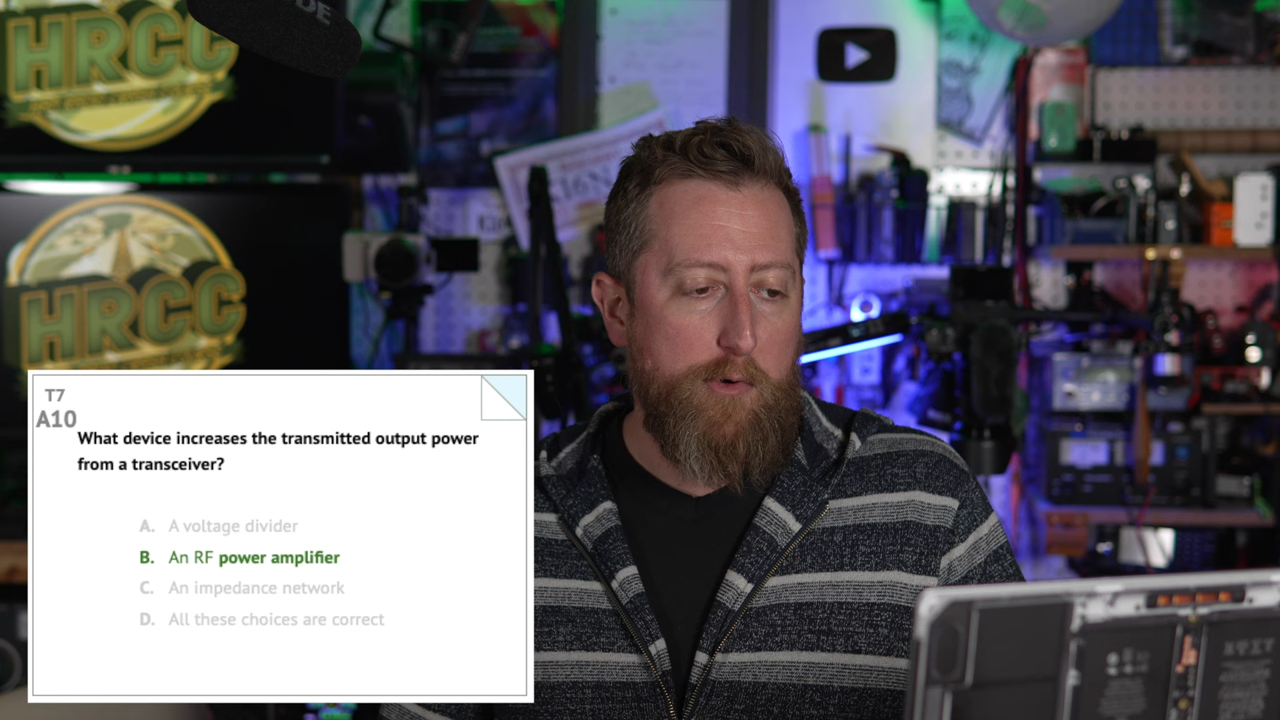 HRCC
DE
HRCC
T7
A10
What device increases the transmitted output power
from a transceiver?
A. A voltage divider
B. An RF power amplifier
C. An impedance network
D. All these choices are correct